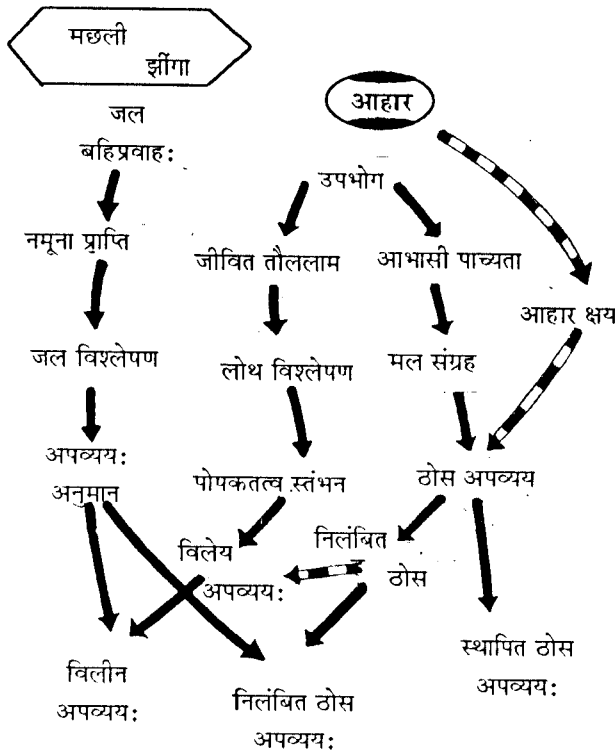 मछली
झींगा
आहार
जल
बहिप्रवाह:
उपभोग
नमूना प्राप्ति
जीवित तौललाम
आभासी पाच्यता
आहार क्षय
जल विश्लेपण
लोथ विश्लेपण
मल संग्रह
अपव्यय:
अनुमान
पोपकतत्व स्तंभन
ठोस अपव्यय
विलेय
अपव्यय:
निलंबित
ठोस
विलीन
अपव्यय:
निलंबित ठोस
अपव्यय:
स्थापित ठोस
अपव्यय: